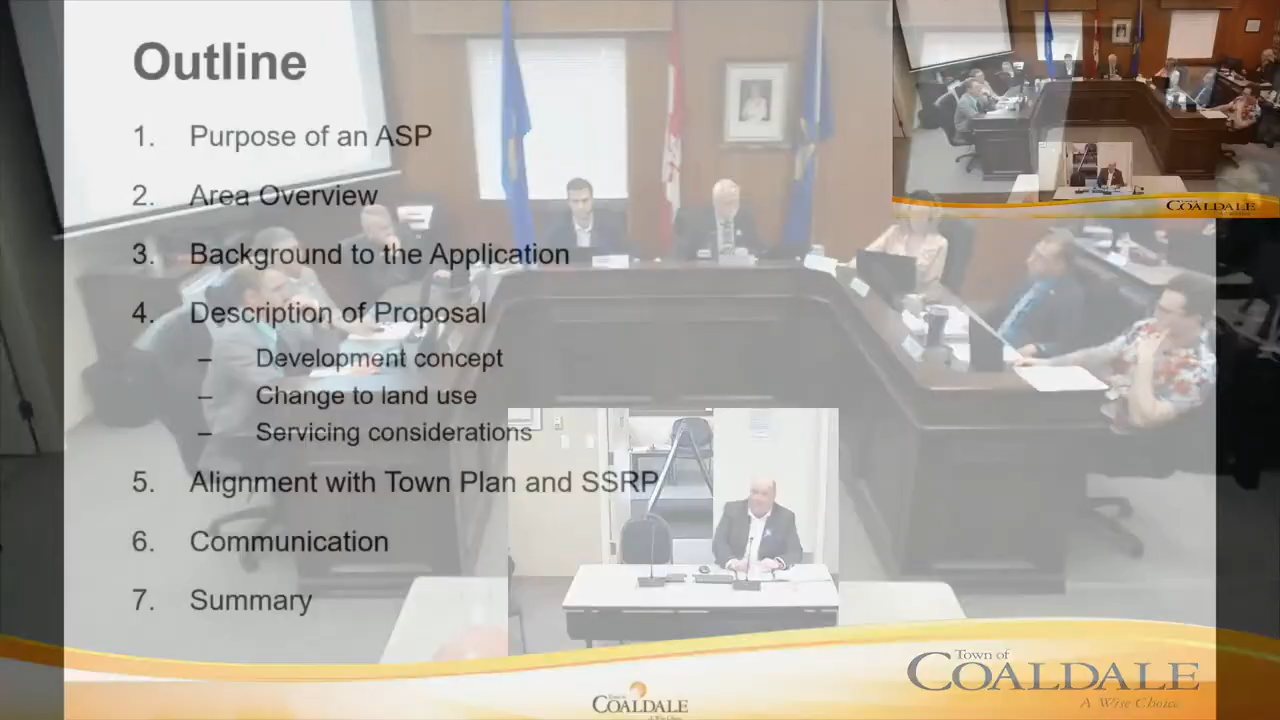 Outline
1. Purpose of an ASP
2. Area Overview
3. Background to the Application
4. Description of Proposal
– Development concept
– Change to land use
– Servicing considerations
5. Alignment with Town Plan and SSRP
6. Communication
7. Summary
Town of
COALDALE
A Wise Choice
COALDALE
COALDALE